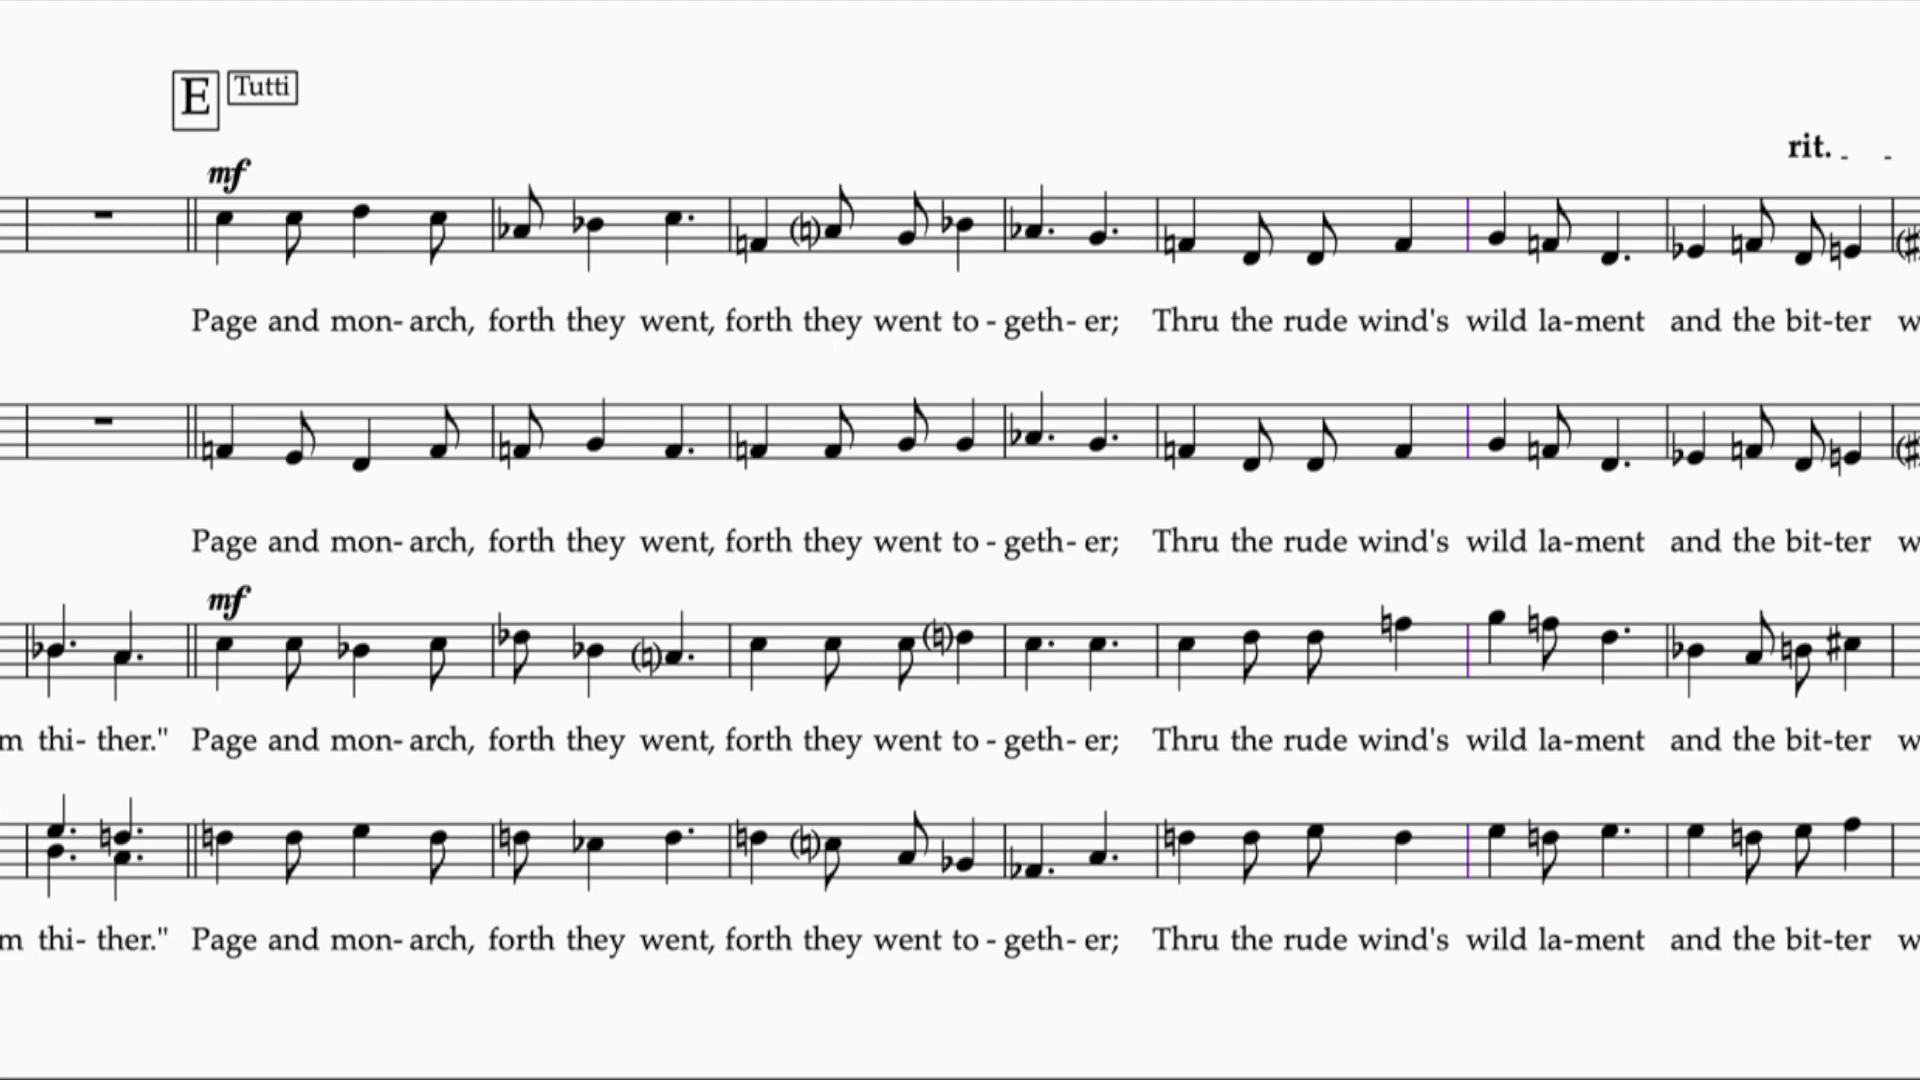 E Tutti
rit.
mf
Page and mon- arch, forth they went, forth they went to - geth- er; Thru the rude wind's wild la-ment and the bit-ter w
Page and mon- arch, forth they went, forth they went to - geth- er; Thru the rude wind's wild la-ment and the bit-ter w
mf
m thi- ther." Page and mon- arch, forth they went, forth they went to - geth- er; Thru the rude wind's wild la-ment and the bit-ter w
m thi- ther." Page and mon- arch, forth they went, forth they went to - geth- er; Thru the rude wind's wild la-ment and the bit-ter w